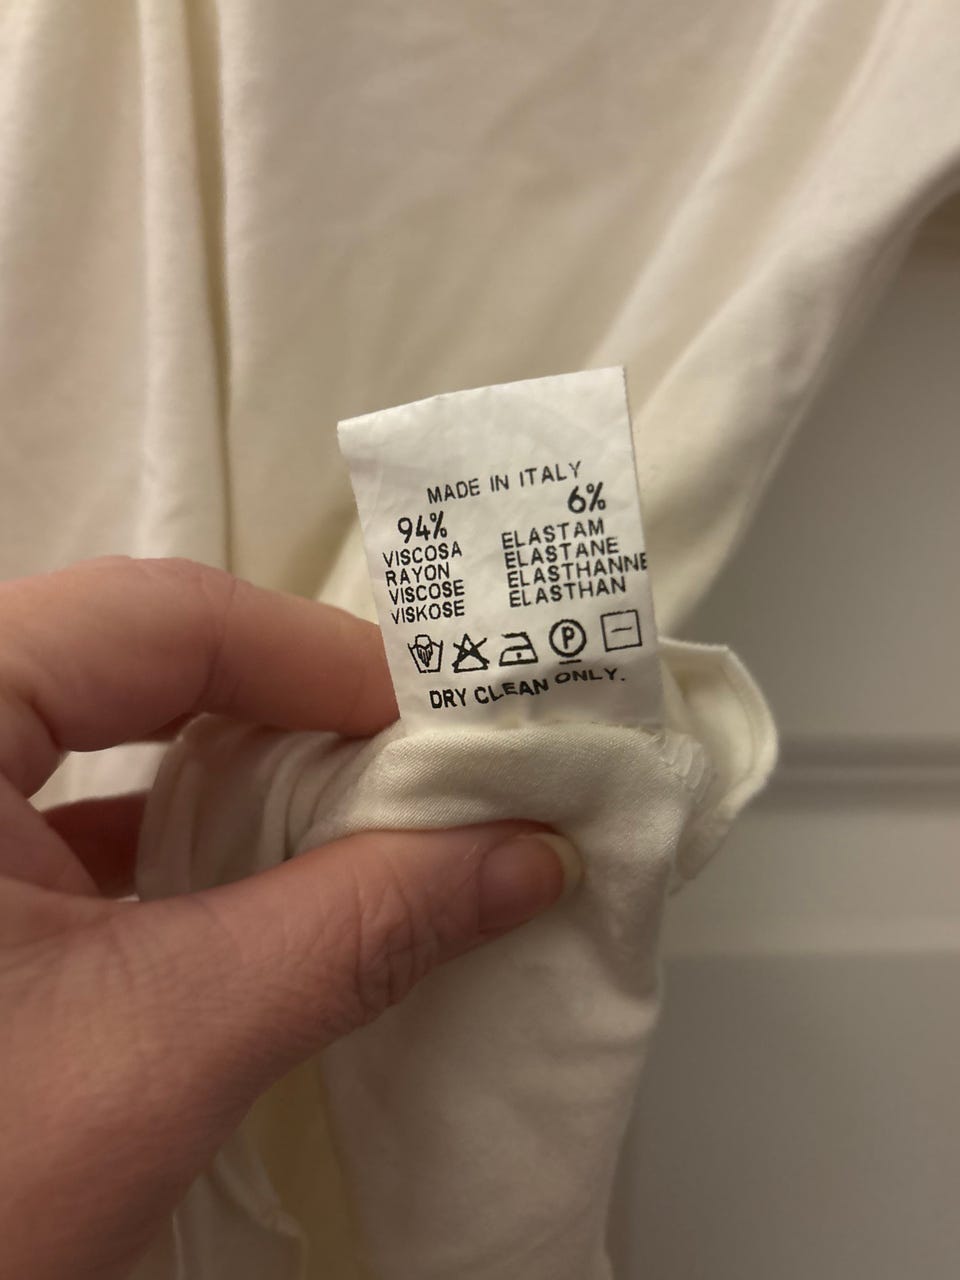 MADE IN ITALY
94%
VISCOSA
RAYON
VISCOSE
VISKOSE
6%
ELASTAM
ELASTANE
ELASTHANNE
ELASTHAN
P
DRY CLEAN ONLY.